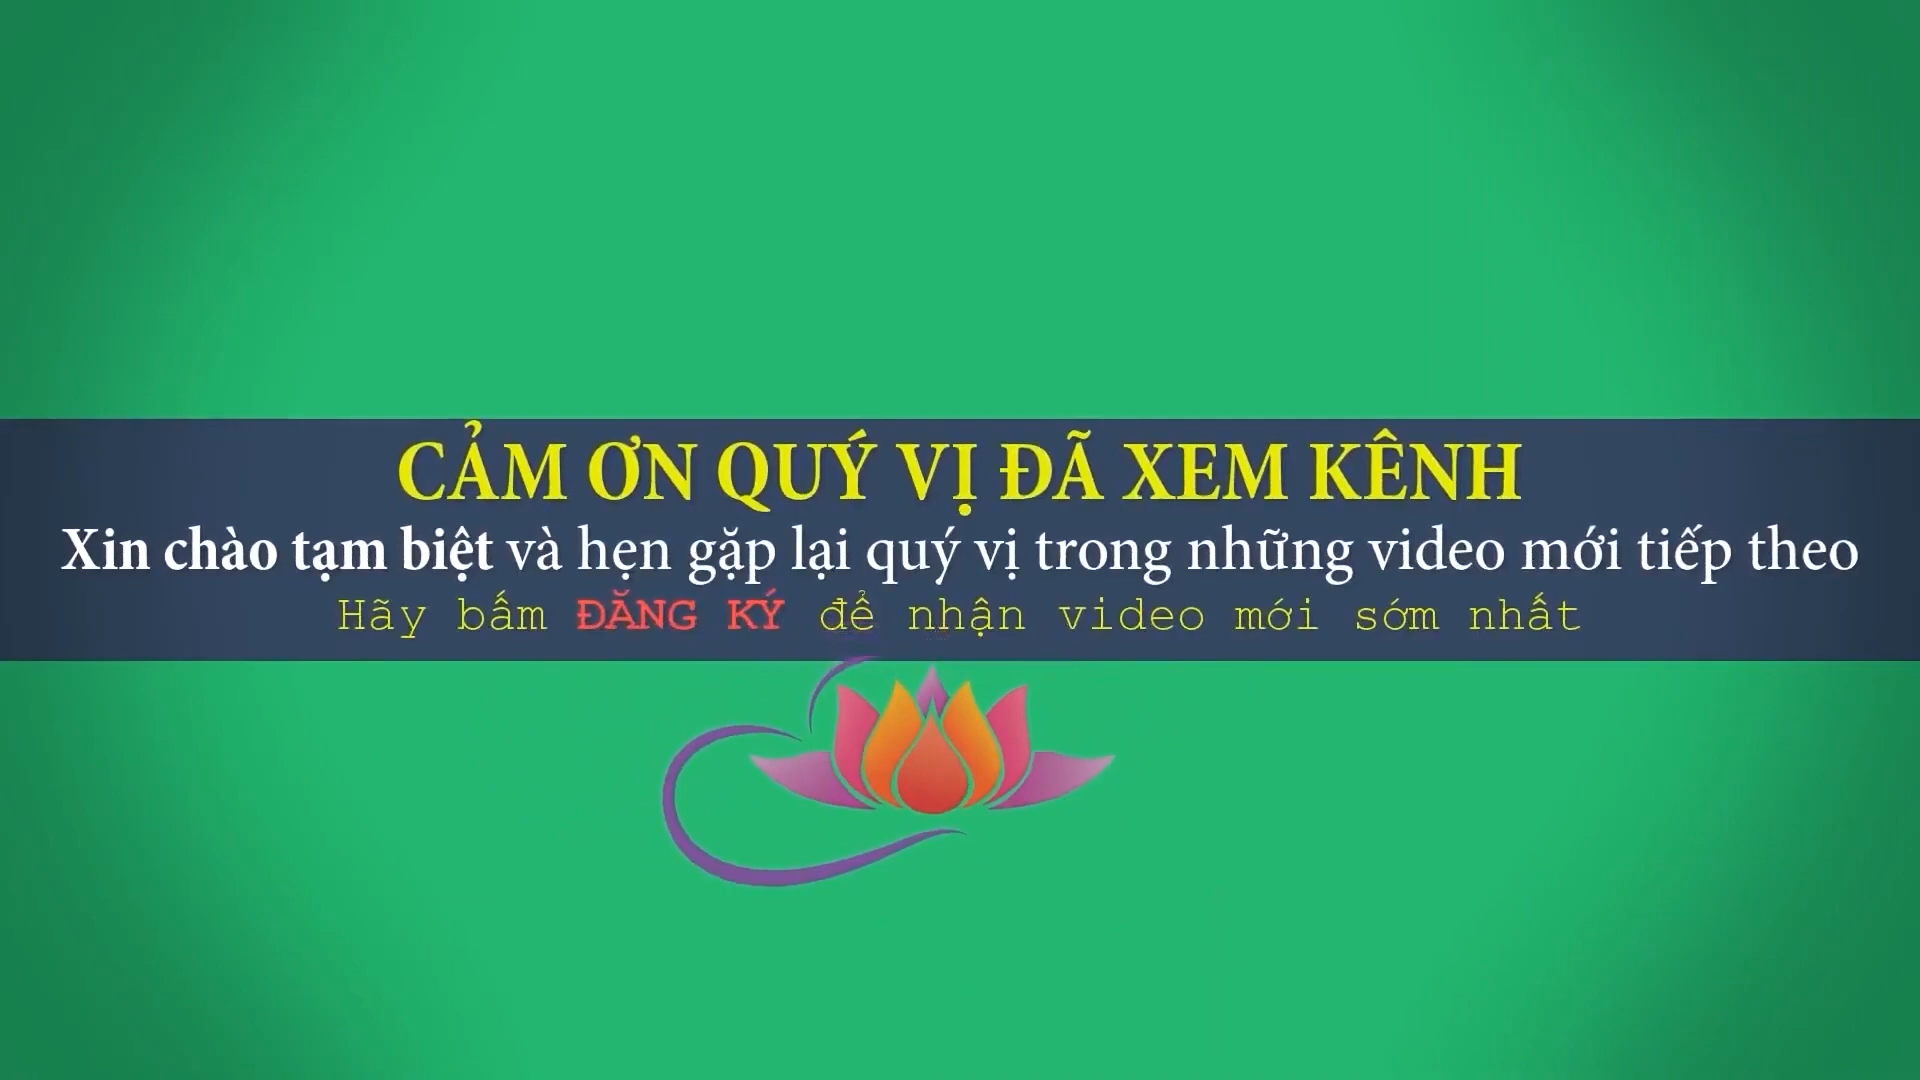 CẢM ƠN QUÝ VỊ ĐÃ XEM KÊNH
Xin chào tạm biệt và hẹn gặp lại quý vị trong những video mới tiếp theo
Hãy bấm ĐĂNG KÝ để nhận video mới sớm nhất